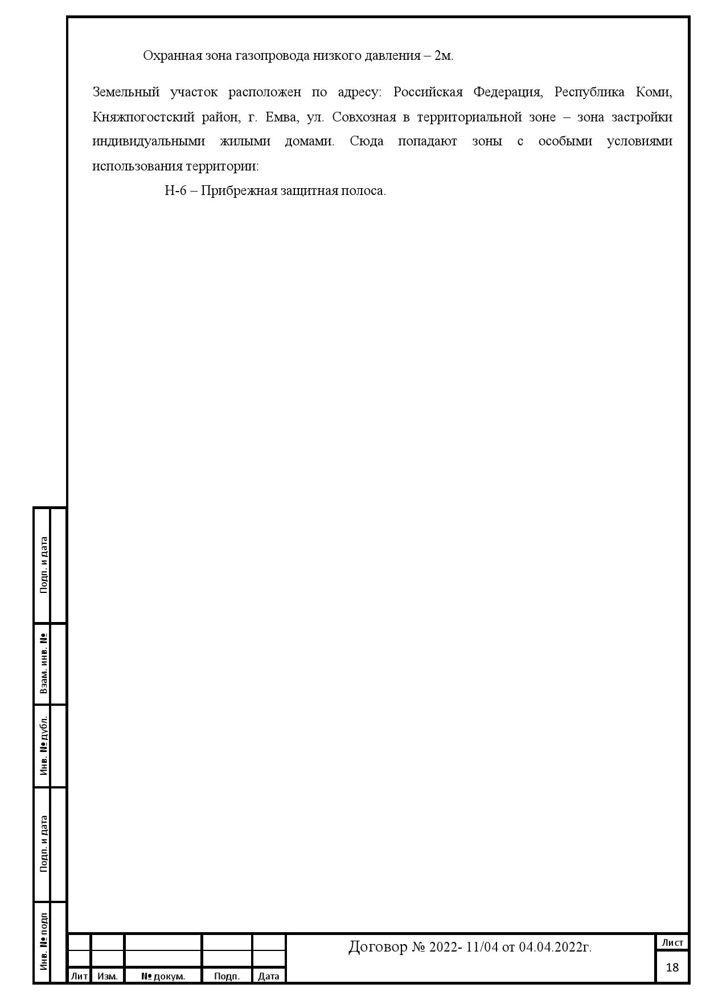 Охранная зона газопровода низкого давления – 2м.
Земельный участок расположен по адресу: Российская Федерация, Республика Коми,
Княжпогостский район, г. Емва, ул. Совхозная в территориальной зоне – зона застройки
индивидуальными жилыми домами. Сюда попадают зоны с особыми условиями
использования территории:
Н-6 – Прибрежная защитная полоса.
Подп. и дата
Взам. инв. №
Инв. № дубл.
Подп. и дата
Инв. № подп
Договор № 2022- 11/04 от 04.04.2022г.
Лист
18
Лит Изм. № докум. Подп. Дата